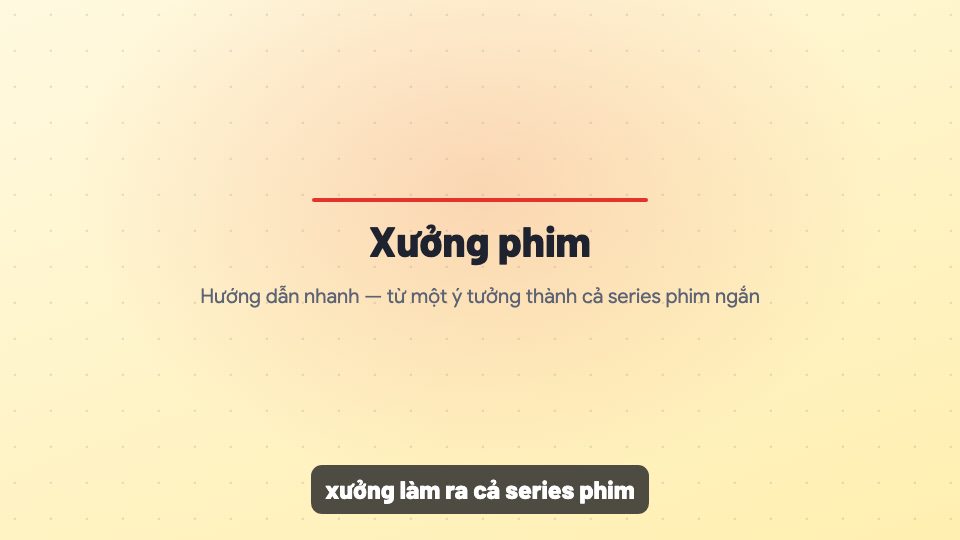 Xưởng phim
Hướng dẫn nhanh — từ một ý tưởng thành cả series phim ngắn
xưởng làm ra cả series phim